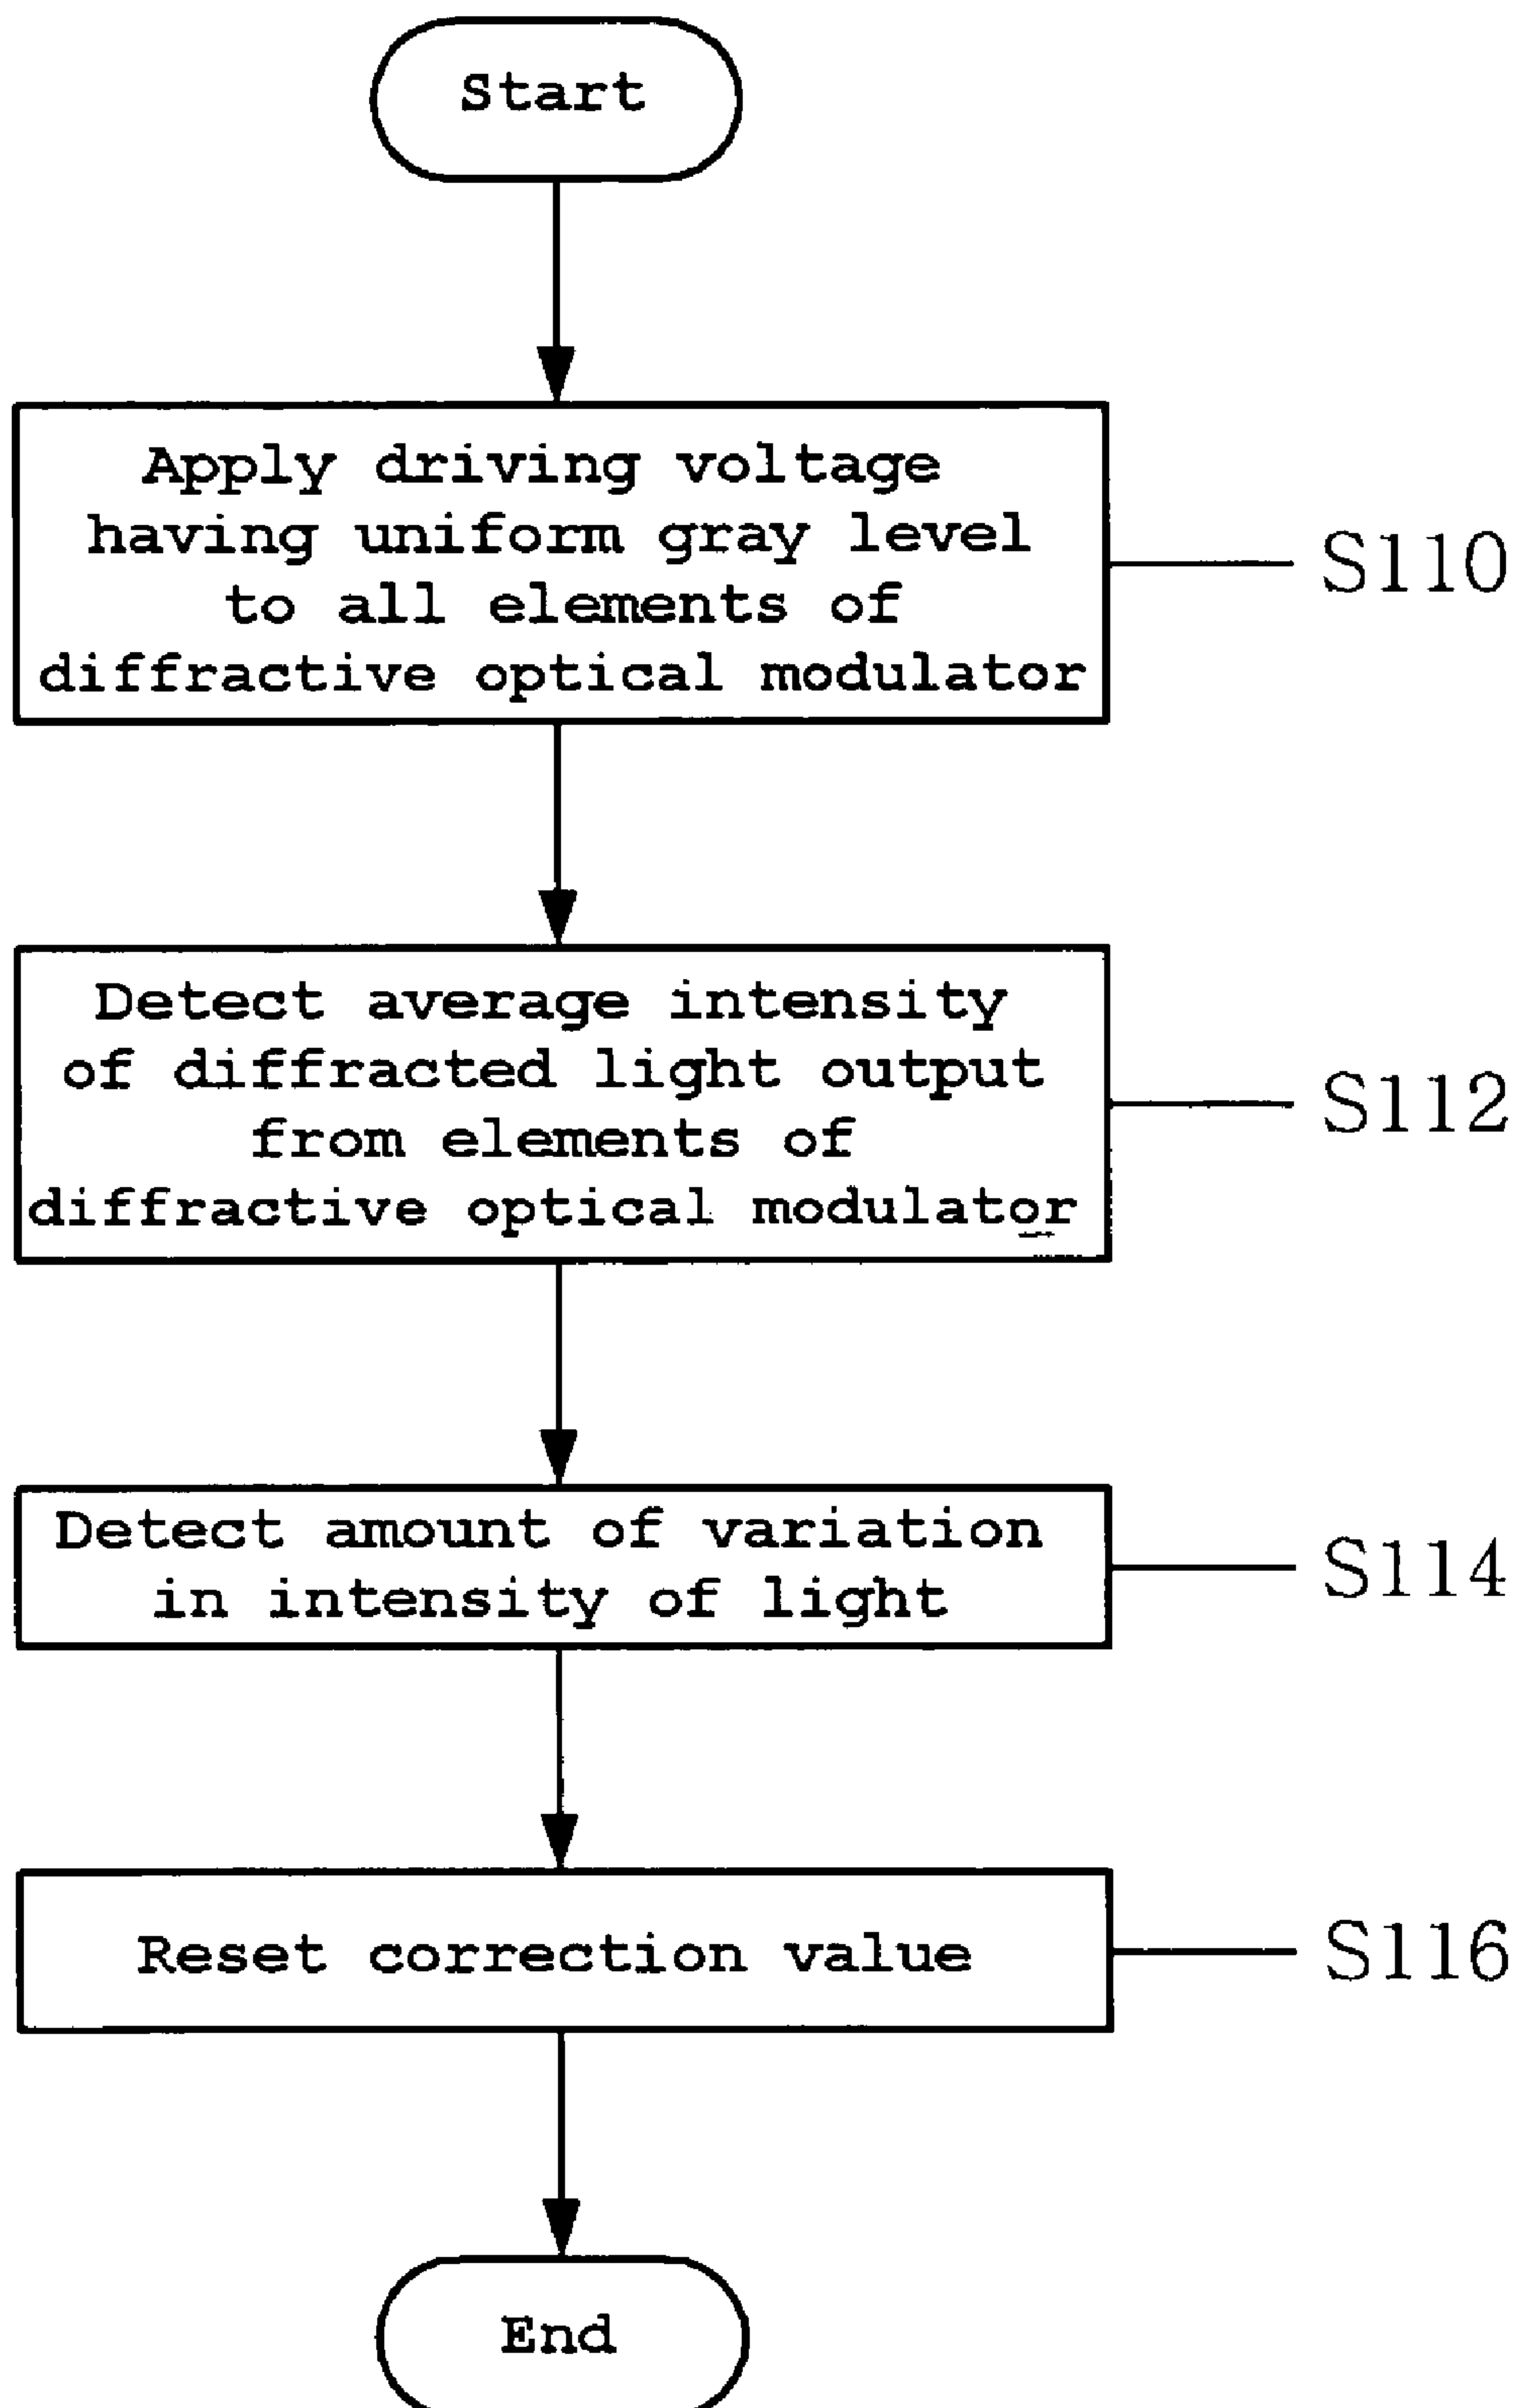 Start
Apply driving voltage
having uniform gray level
to all elements of
diffractive optical modulator
S110
Detect average intensity
of diffracted light output
from elements of
diffractive optical modulator
S112
Detect amount of variation
in intensity of light
S114
Reset correction value
S116
End